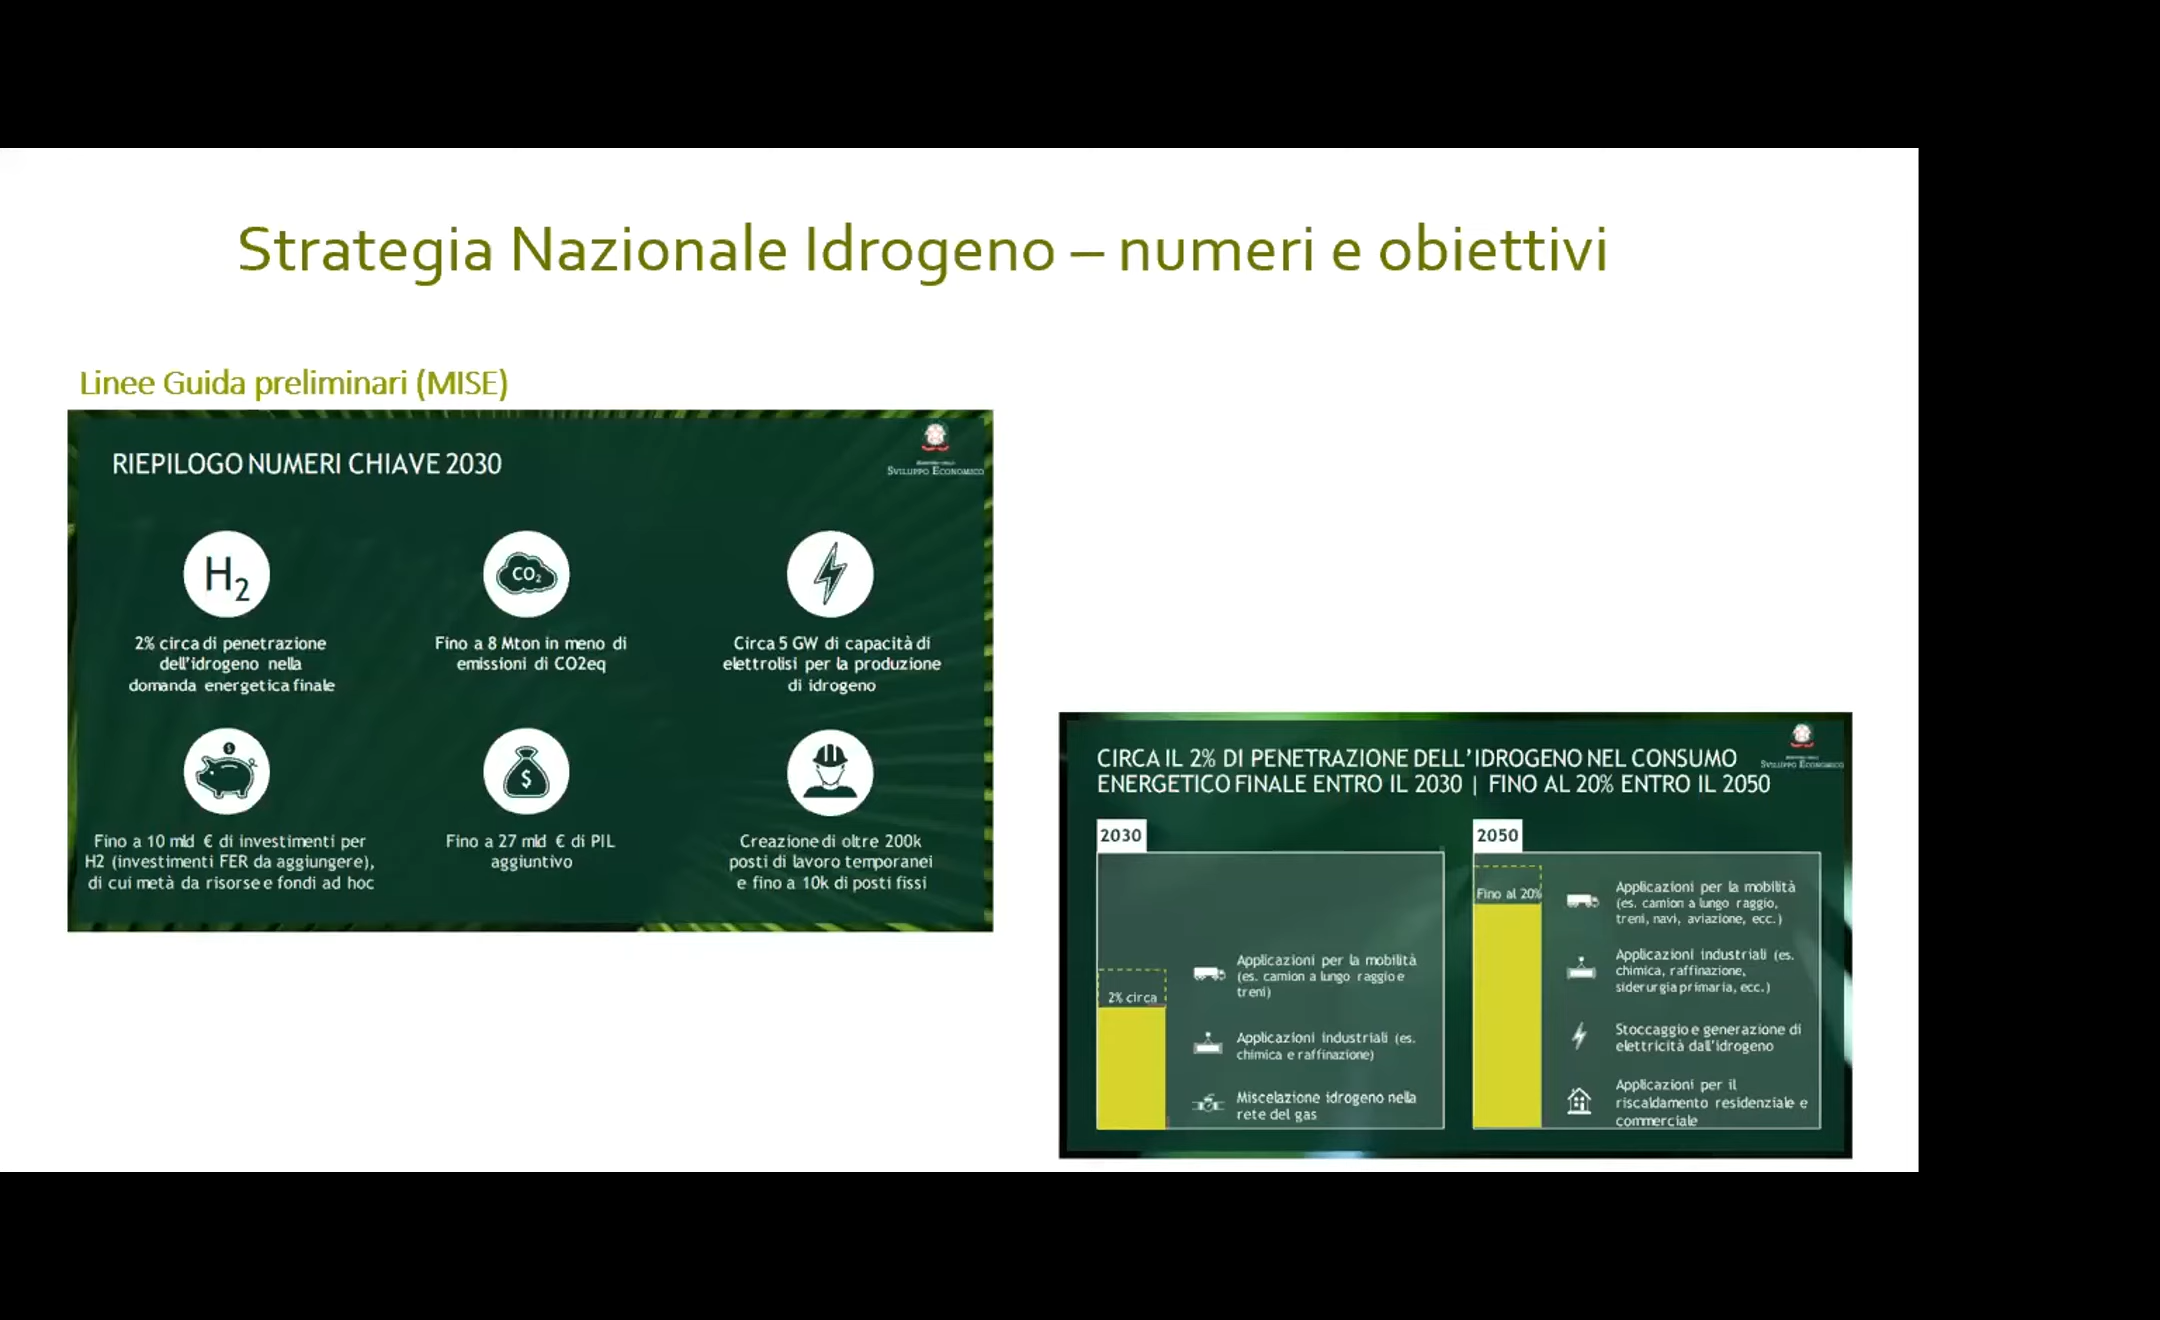 Strategia Nazionale Idrogeno – numeri e obiettivi
Linee Guida preliminari (MISE)
RIEPILOGO NUMERI CHIAVE 2030
SVILUPPO ECONOMICO
H2
2% circa di penetrazione
dell'idrogeno nella
domanda energetica finale
CO2
Fino a 8 Mton in meno di
emissioni di CO2eq
Circa 5 GW di capacità di
elettrolisi per la produzione
di idrogeno
$
Fino a 10 mld € di investimenti per
H2 (investimenti FER da aggiungere),
di cui metà da risorse e fondi ad hoc
$
Fino a 27 mld € di PIL
aggiuntivo
Creazione di oltre 200k
posti di lavoro temporanei
e fino a 10k di posti fissi
CIRCA IL 2% DI PENETRAZIONE DELL'IDROGENO NEL CONSUMO
ENERGETICO FINALE ENTRO IL 2030 | FINO AL 20% ENTRO IL 2050
SVILUPPO ECONOMICO
2030
2% circa
Applicazioni per la mobilità
(es. camion a lungo raggio e
treni)
Applicazioni industriali (es.
chimica e raffinazione)
Miscelazione idrogeno nella
rete del gas
2050
Fino al 20%
Applicazioni per la mobilità
(es. camion a lungo raggio,
treni, navi, aviazione, ecc.)
Applicazioni industriali (es.
chimica, raffinazione,
siderurgia primaria, ecc.)
Stoccaggio e generazione di
elettricità dall'idrogeno
Applicazioni per il
riscaldamento residenziale e
commerciale